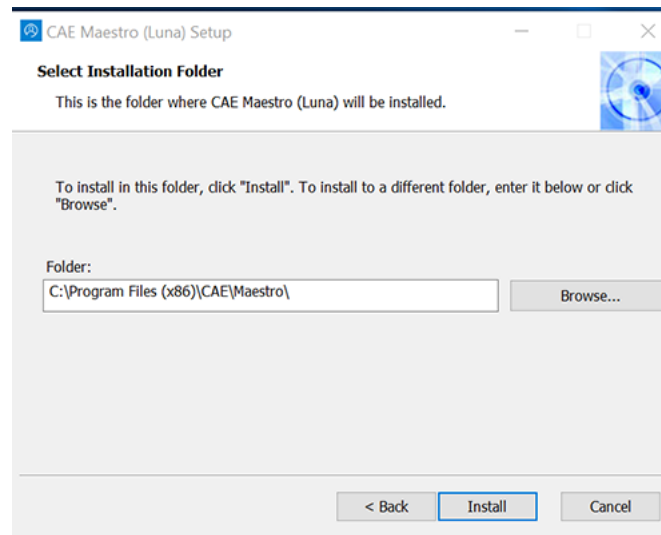 CAE Maestro (Luna) Setup
Select Installation Folder
This is the folder where CAE Maestro (Luna) will be installed.
To install in this folder, click "Install". To install to a different folder, enter it below or click
"Browse".
Folder:
C:\Program Files (x86)\CAE\Maestro\
Browse...
< Back
Install
Cancel